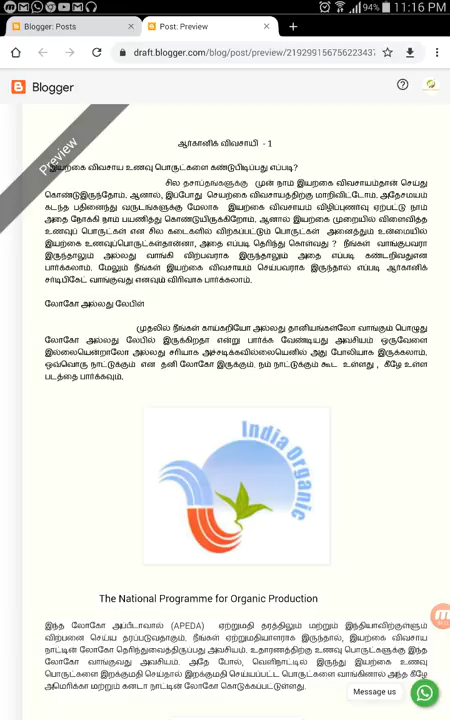 11:16 PM
94%
Blogger: Posts
Post: Preview
draft.blogger.com/blog/post/preview/21929915675622343
Blogger
Preview
ஆர்கானிக் விவசாயி - 1
இயற்கை விவசாய உணவு பொருட்களை கண்டுபிடிப்பது எப்படி?
சில தசாப்தங்களுக்கு முன் நாம் இயற்கை விவசாயம்தான் செய்து
கொண்டுஇருந்தோம். ஆனால், இப்போது செயற்கை விவசாயத்திற்கு மாறிவிட்டோம். அதேசமயம்
கடந்த பதினைந்து வருடங்களுக்கு மேலாக இயற்கை விவசாயம் விழிப்புணர்வு ஏற்பட்டு நாம்
அதை நோக்கி நாம் பயணித்து கொண்டுயிருக்கிறோம். ஆனால் இயற்கை முறையில் விளைவித்த
உணவுப் பொருட்கள் என சில கடைகளில் விற்கப்பட்டும் பொருட்கள் அனைத்தும் உண்மையில்
இயற்கை உணவுப்பொருட்கள்தான்னா, அதை எப்படி தெரிந்து கொள்வது ? நீங்கள் வாங்குபவரா
இருந்தாலும் அல்லது வாங்கி விற்பவராக இருந்தாலும் அதை எப்படி கண்டறிவதுஎன
பார்க்கலாம். மேலும் நீங்கள் இயற்கை விவசாயம் செய்பவராக இருந்தால் எப்படி ஆர்கானிக்
சர்டிபிகேட் வாங்குவது எனவும் விரிவாக பார்க்கலாம்.
லோகோ அல்லது லேபிள்
முதலில் நீங்கள் காய்கறியோ அல்லது தானியங்கள்லோ வாங்கும் பொழுது
லோகோ அல்லது லேபில் இருக்கிறதா என்று பார்க்க வேண்டியது அவசியம் ஒருவேளை
இல்லையென்றாலோ அல்லது சரியாக அச்சடிக்கவில்லையெனில் அது போலியாக இருக்கலாம்.
ஒவ்வொரு நாட்டுக்கும் என தனி லோகோ இருக்கும். நம் நாட்டுக்கும் கூட உள்ளது , கீழே உள்ள
படத்தை பார்க்கவும்.
India Organic
The National Programme for Organic Production
இந்த லோகோ அப்பீடாவால் (APEDA) ஏற்றுமதி தரத்திலும் மற்றும் இந்தியாவிற்குள்ளும்
விற்பனை செய்ய தரப்படுவதாகும். நீங்கள் ஏற்றுமதியாளராக இருந்தால், இயற்கை விவசாய
நாட்டின் லோகோ தெரிந்துவைத்திருப்பது அவசியம். உதாரணத்திற்கு உணவு பொருட்களுக்கு இந்த
லோகோ வாங்குவது அவசியம். அதே போல், வெளிநாட்டில் இருந்து இயற்கை உணவு
பொருட்களை இறக்குமதி செய்தால் இறக்குமதி செய்யப்பட்ட பொருட்களை வாங்கினால் அந்த கீழே
அமெரிக்கா மற்றும் கனடா நாட்டின் லோகோ கொடுக்கப்பட்டுள்ளது.
Message us